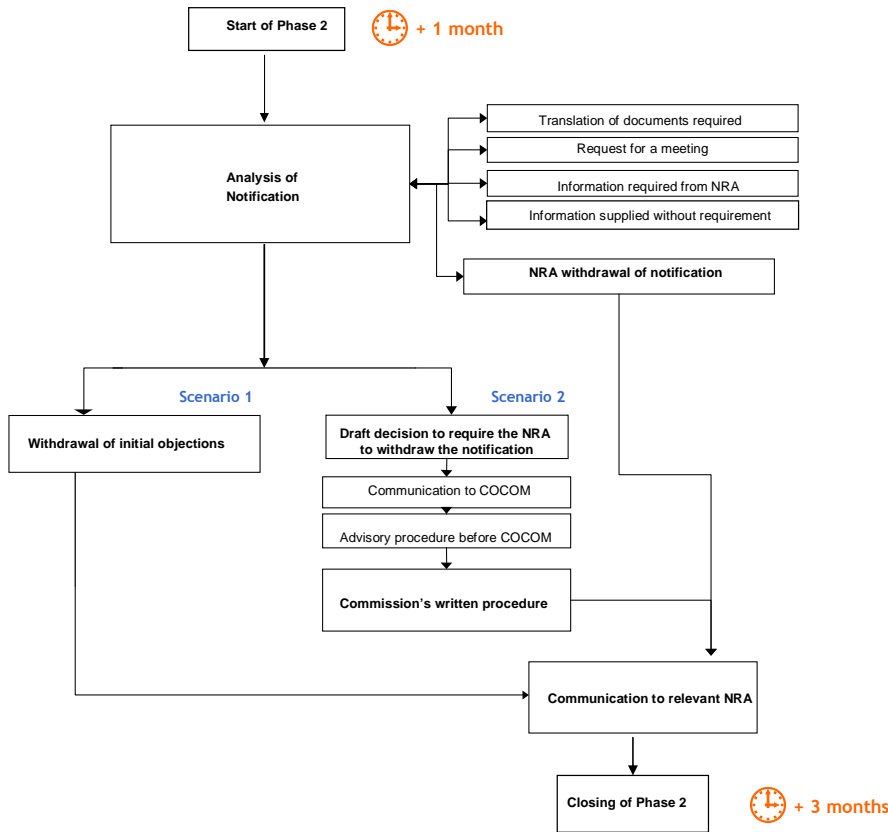 Start of Phase 2
+ 1 month
Translation of documents required
Request for a meeting
Analysis of
Notification
Information required from NRA
Information supplied without requirement
NRA withdrawal of notification
Scenario 1
Scenario 2
Withdrawal of initial objections
Draft decision to require the NRA
to withdraw the notification
Communication to COCOM
Advisory procedure before COCOM
Commission's written procedure
Communication to relevant NRA
Closing of Phase 2
+ 3 months